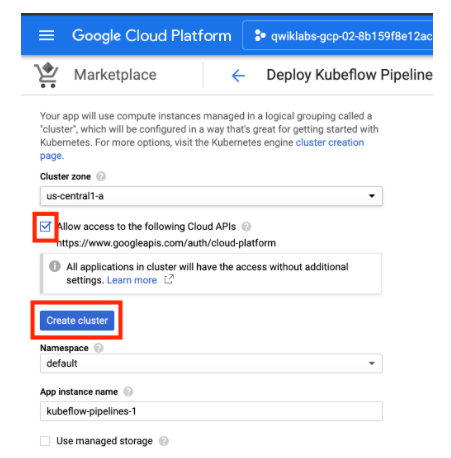 Google Cloud Platform
qwiklabs-gcp-02-8b159f8e12ac
Marketplace
Deploy Kubeflow Pipeline
Your app will use compute instances managed in a logical grouping called a
"cluster", which will be configured in a way that's great for getting started with
Kubernetes. For more options, visit the Kubernetes engine cluster creation
page.
Cluster zone
us-central1-a
Allow access to the following Cloud APIs
https://www.googleapis.com/auth/cloud-platform
All applications in cluster will have the access without additional
settings. Learn more
Create cluster
Namespace
default
App instance name
kubeflow-pipelines-1
Use managed storage